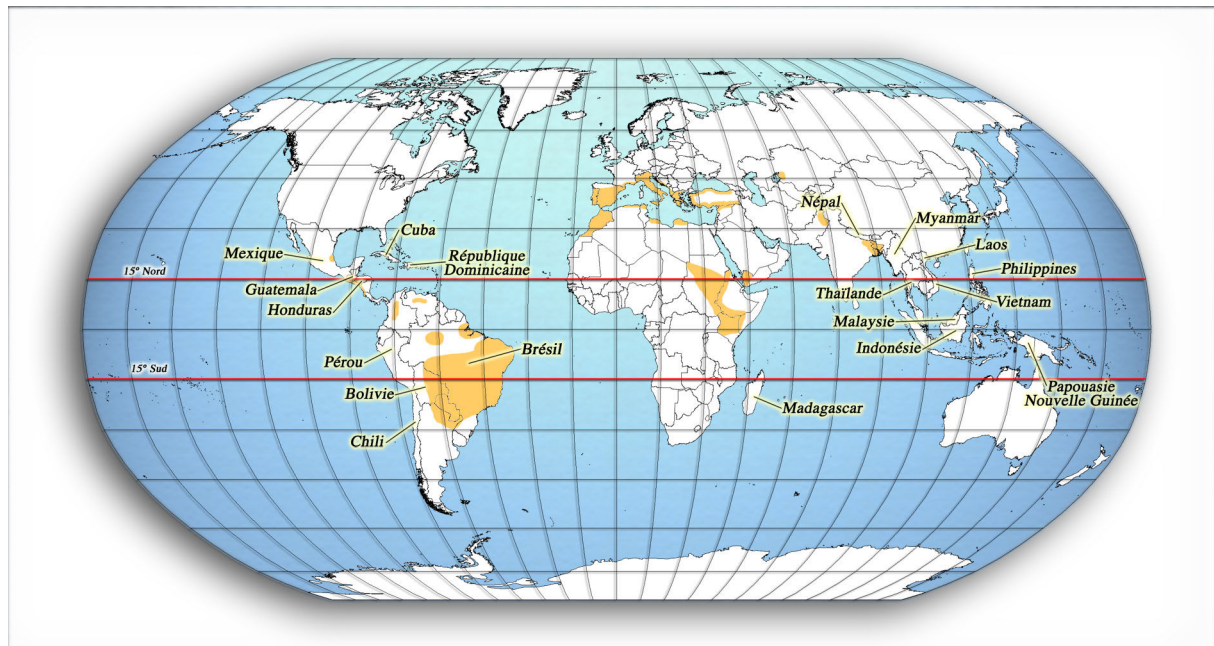 Népal
Myanmar
Cuba
Laos
Mexique
République
Dominicaine
15° Nord
Philippines
Guatemala
Thaïlande
Vietnam
Honduras
Malaysie
Indonésie
Brésil
Pérou
15° Sud
Bolivie
Papouasie
Nouvelle Guinée
Madagascar
Chili